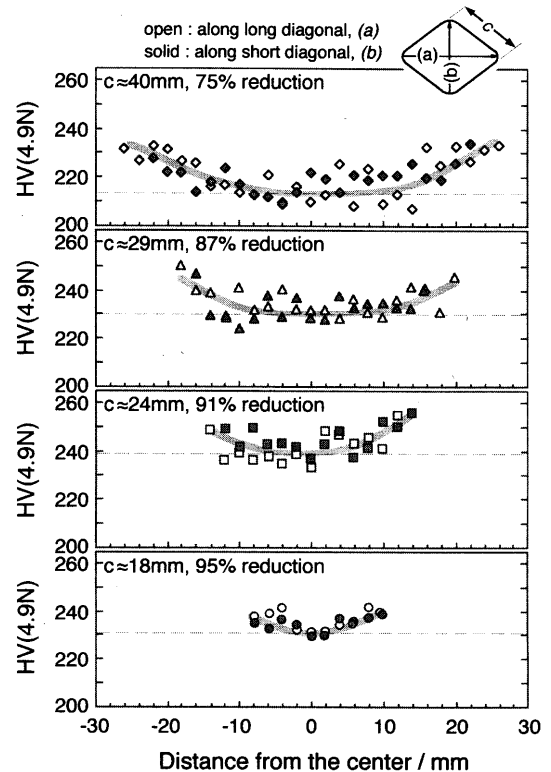 open : along long diagonal, (a)
solid : along short diagonal, (b)
c
(a)
(b)
c≈40mm, 75% reduction
260
240
220
200
HV(4.9N)
c≈29mm, 87% reduction
260
240
220
200
HV(4.9N)
c≈24mm, 91% reduction
260
240
220
200
HV(4.9N)
c≈18mm, 95% reduction
260
240
220
200
HV(4.9N)
-30 -20 -10 0 10 20 30
Distance from the center / mm